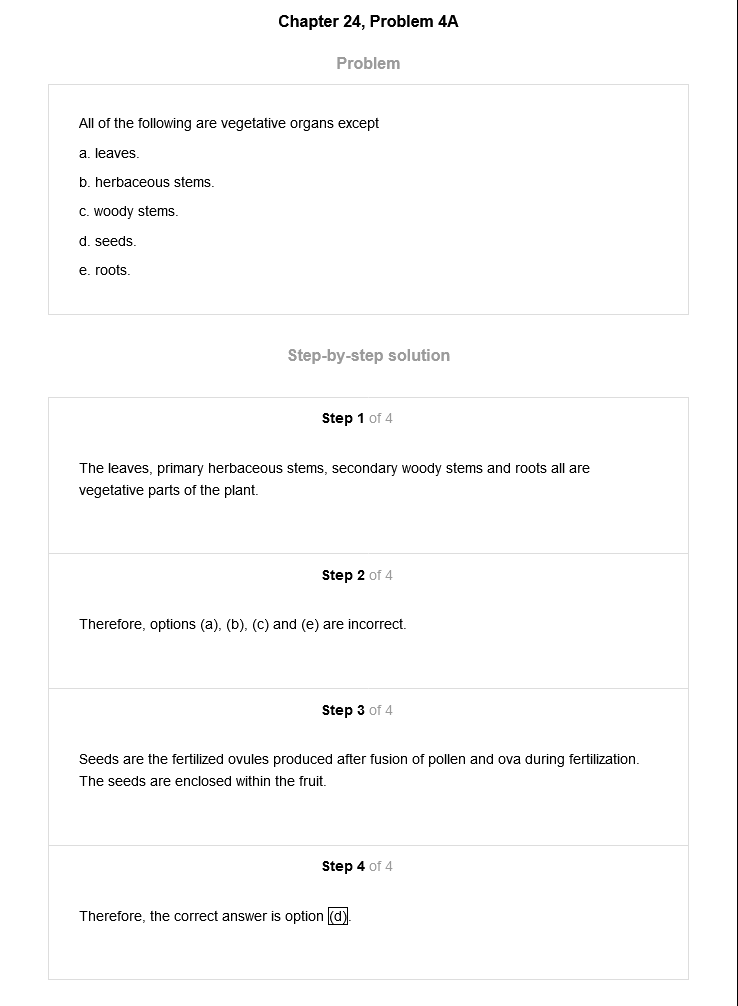 Chapter 24, Problem 4A
Problem
All of the following are vegetative organs except
a. leaves.
b. herbaceous stems.
c. woody stems.
d. seeds.
e. roots.
Step-by-step solution
Step 1 of 4
The leaves, primary herbaceous stems, secondary woody stems and roots all are
vegetative parts of the plant.
Step 2 of 4
Therefore, options (a), (b), (c) and (e) are incorrect.
Step 3 of 4
Seeds are the fertilized ovules produced after fusion of pollen and ova during fertilization.
The seeds are enclosed within the fruit.
Step 4 of 4
Therefore, the correct answer is option (d).